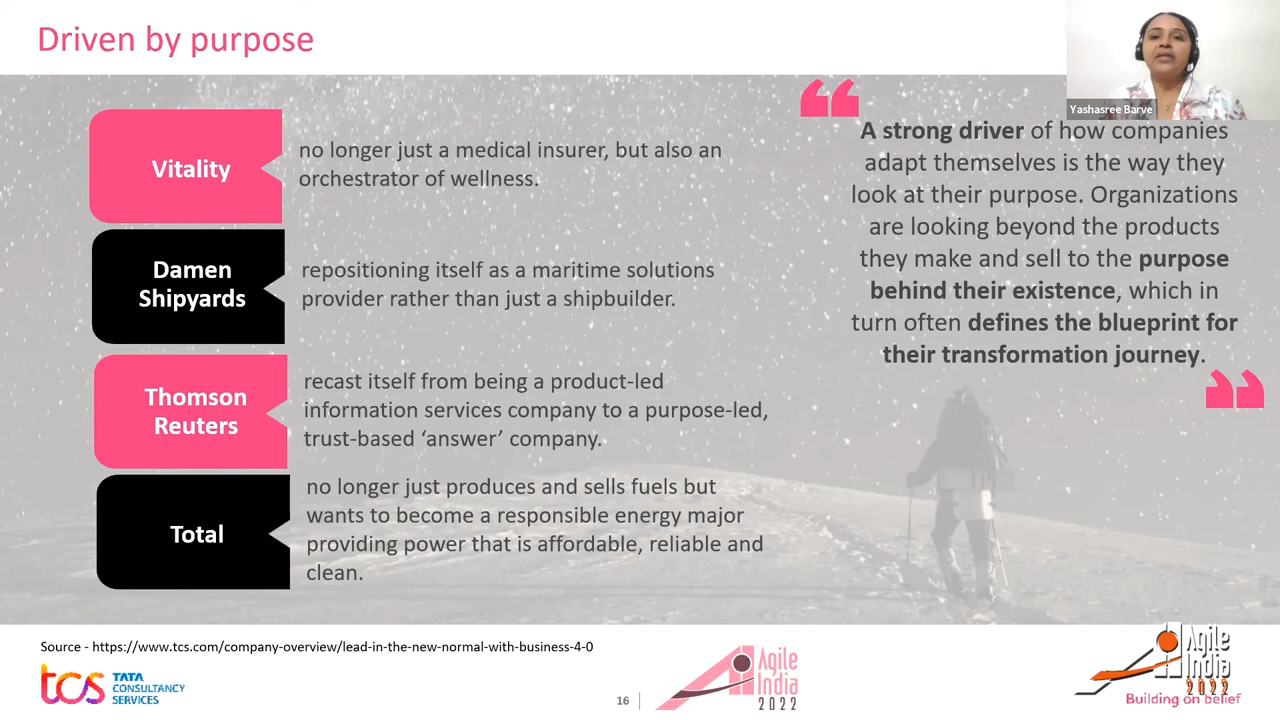 Driven by purpose
Yashasree Barve
Vitality
no longer just a medical insurer, but also an
orchestrator of wellness.
Damen
Shipyards
repositioning itself as a maritime solutions
provider rather than just a shipbuilder.
Thomson
Reuters
recast itself from being a product-led
information services company to a purpose-led,
trust-based ‘answer’ company.
Total
no longer just produces and sells fuels but
wants to become a responsible energy major
providing power that is affordable, reliable and
clean.
❝
A strong driver of how companies
adapt themselves is the way they
look at their purpose. Organizations
are looking beyond the products
they make and sell to the purpose
behind their existence, which in
turn often defines the blueprint for
their transformation journey.
❞
Source - https://www.tcs.com/company-overview/lead-in-the-new-normal-with-business-4-0
tcs
TATA
CONSULTANCY
SERVICES
16
Agile
India
2022
Agile
India
2022
Building on belief